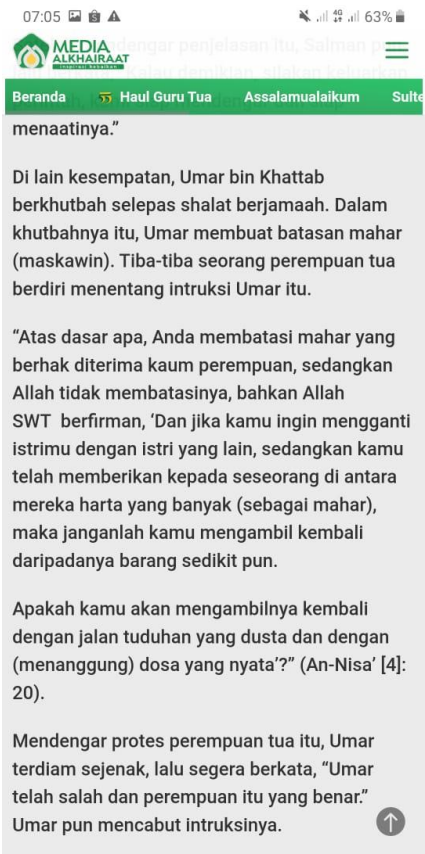 07:05
4G
63%
MEDIA
ALKHAIRAAT
dengar penjelasan itu, Salman
Beranda
55 Haul Guru Tua
Assalamualaikum
Sulte
menaatinya.”
Di lain kesempatan, Umar bin Khattab
berkhutbah selepas shalat berjamaah. Dalam
khutbahnya itu, Umar membuat batasan mahar
(maskawin). Tiba-tiba seorang perempuan tua
berdiri menentang intruksi Umar itu.
“Atas dasar apa, Anda membatasi mahar yang
berhak diterima kaum perempuan, sedangkan
Allah tidak membatasinya, bahkan Allah
SWT berfirman, ‘Dan jika kamu ingin mengganti
istrimu dengan istri yang lain, sedangkan kamu
telah memberikan kepada seseorang di antara
mereka harta yang banyak (sebagai mahar),
maka janganlah kamu mengambil kembali
daripadanya barang sedikit pun.
Apakah kamu akan mengambilnya kembali
dengan jalan tuduhan yang dusta dan dengan
(menanggung) dosa yang nyata’?” (An-Nisa’ [4]:
20).
Mendengar protes perempuan tua itu, Umar
terdiam sejenak, lalu segera berkata, “Umar
telah salah dan perempuan itu yang benar.”
Umar pun mencabut intruksinya.